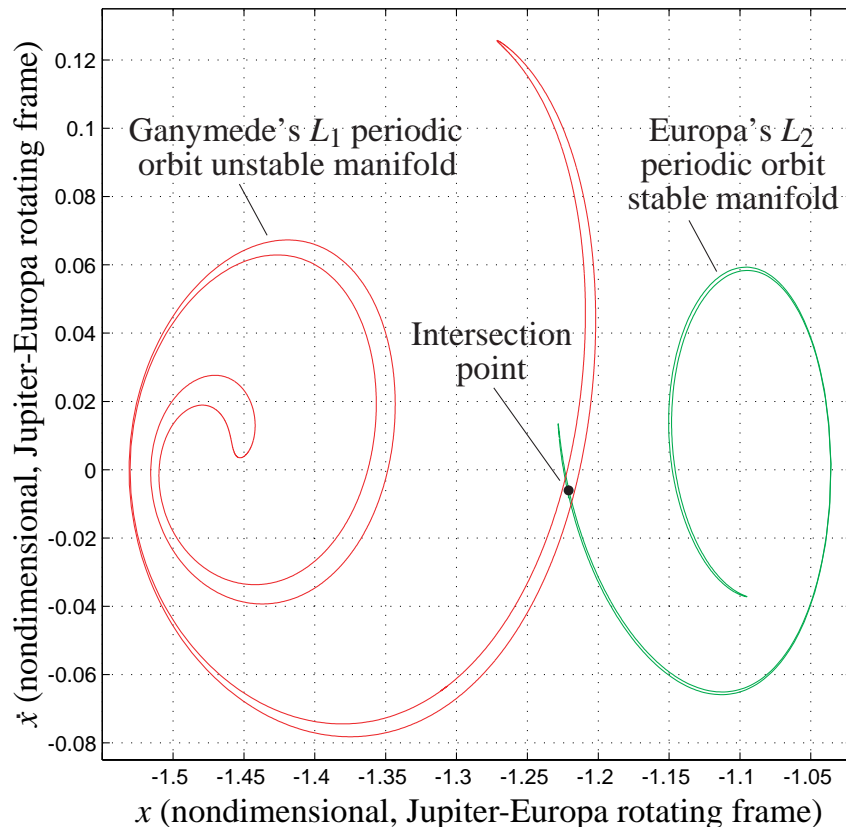 0.12
0.1
0.08
0.06
0.04
0.02
0
-0.02
-0.04
-0.06
-0.08
ẋ (nondimensional, Jupiter-Europa rotating frame)
Ganymede's L1 periodic
orbit unstable manifold
Europa's L2
periodic orbit
stable manifold
Intersection
point
-1.5 -1.45 -1.4 -1.35 -1.3 -1.25 -1.2 -1.15 -1.1 -1.05
x (nondimensional, Jupiter-Europa rotating frame)